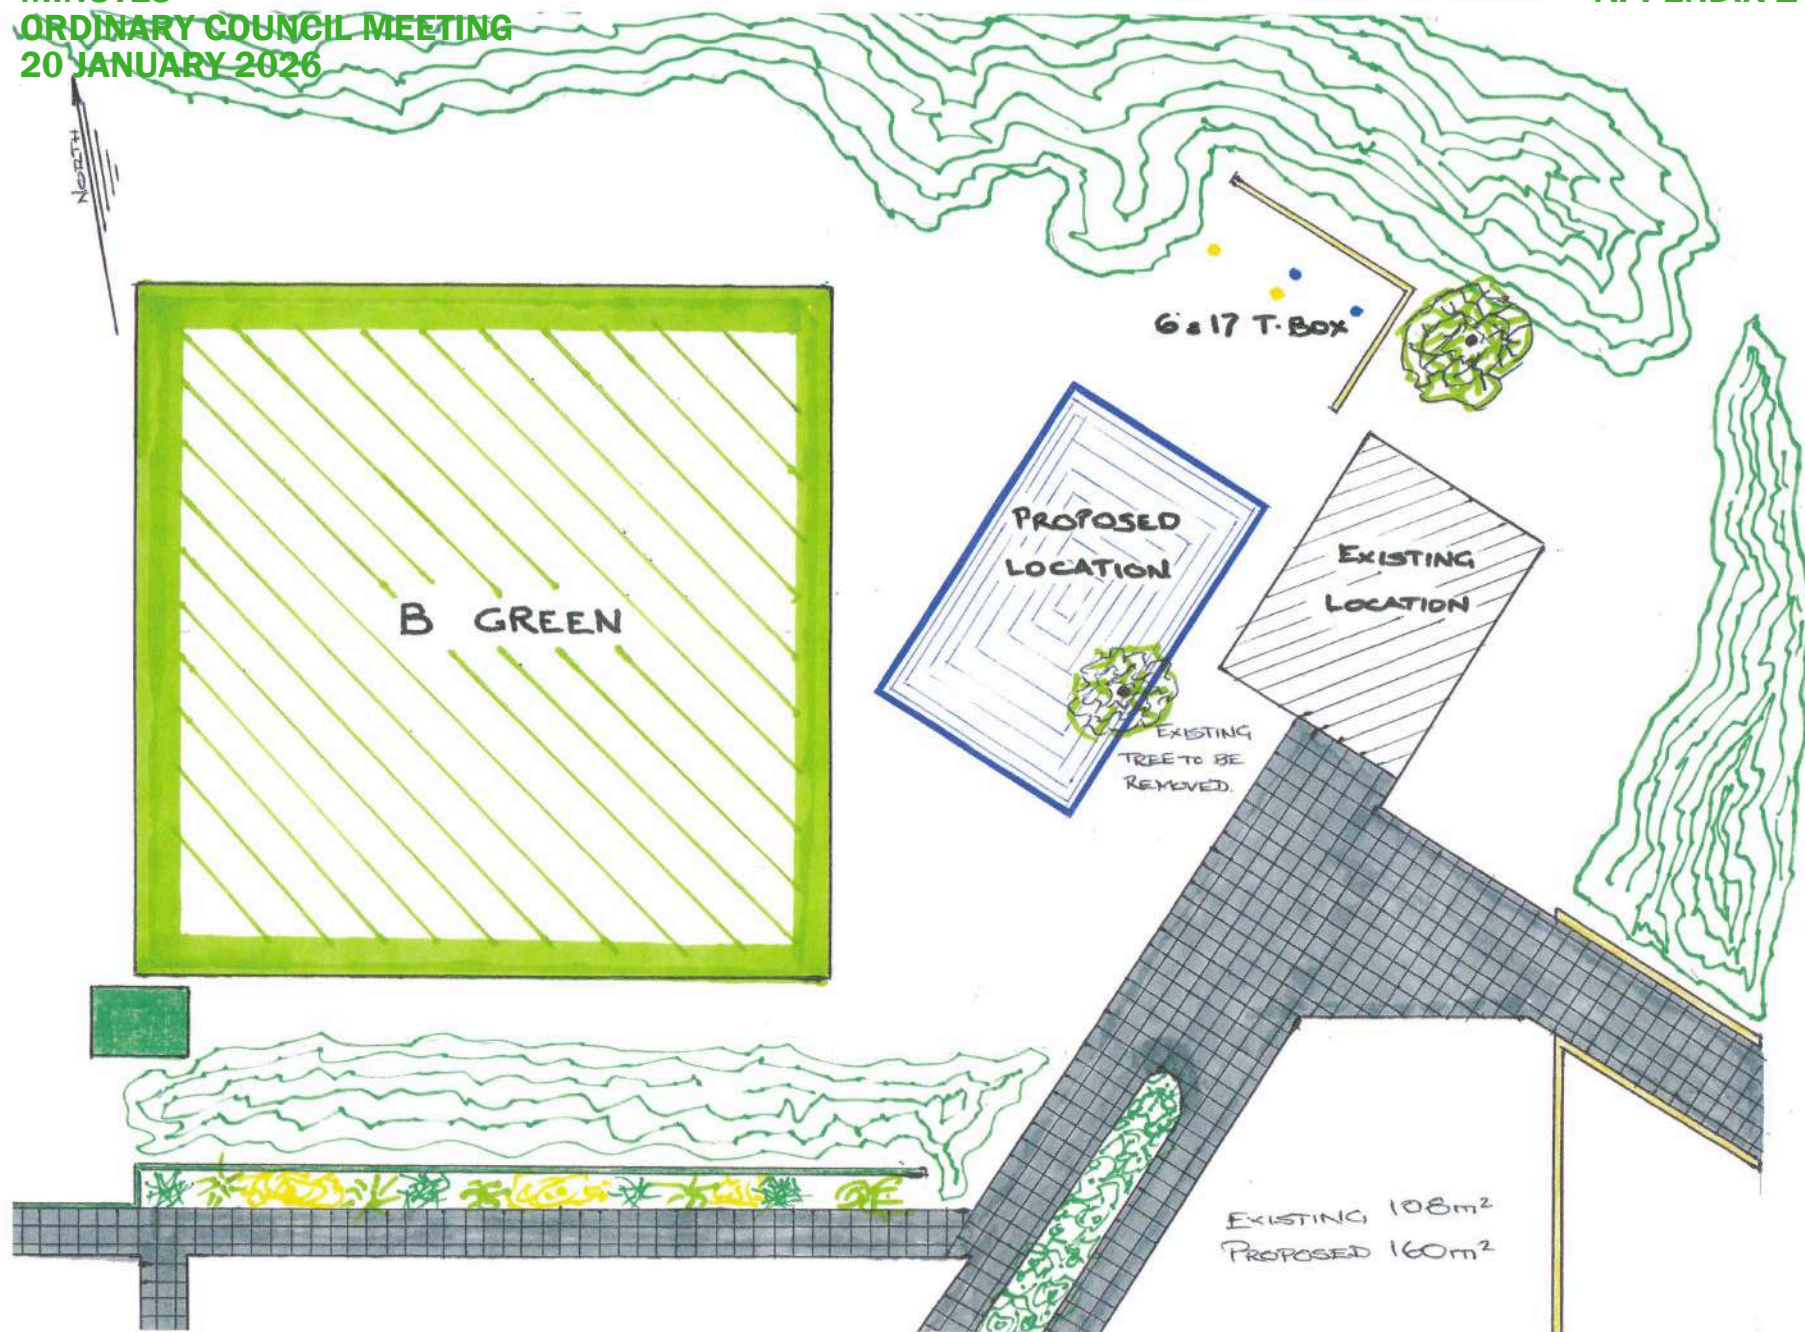 ORDINARY COUNCIL MEETING
20 JANUARY 2026
NORTH
6 & 17 T-BOX
PROPOSED
LOCATION
EXISTING
LOCATION
B GREEN
EXISTING
TREE TO BE
REMOVED.
EXISTING 108m²
PROPOSED 160m²